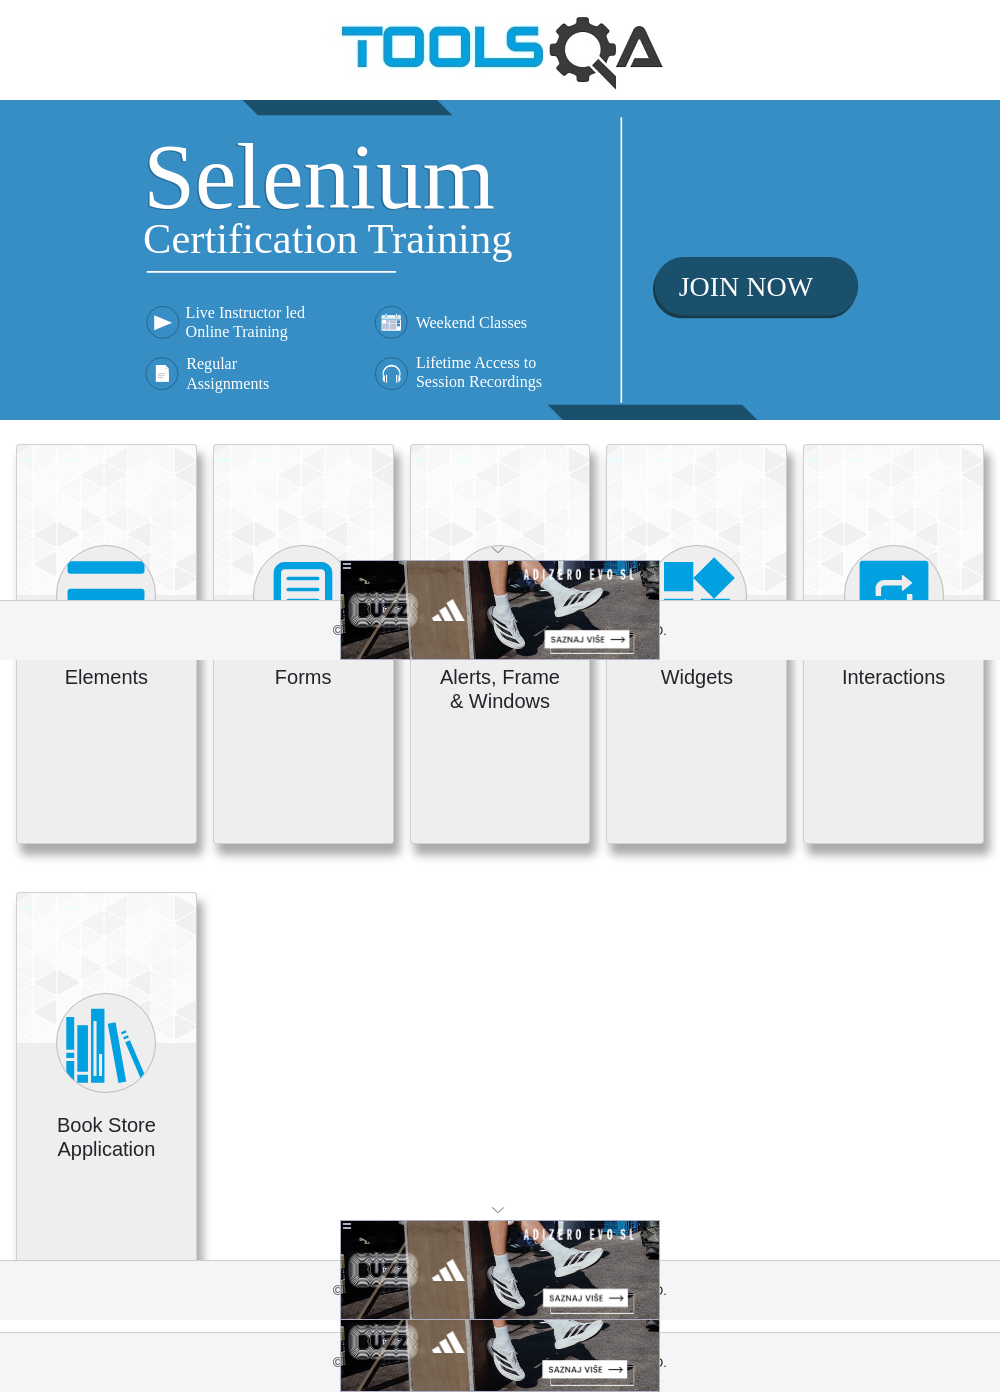 TOOLSQA
Selenium
Certification Training
Live Instructor led
Online Training
Weekend Classes
Regular
Assignments
Lifetime Access to
Session Recordings
JOIN NOW
ADIZERO EVO SL
BUZZ
SAZNAJ VIŠE
©
D.
Elements
Forms
Alerts, Frame
& Windows
Widgets
Interactions
Book Store
Application
ADIZERO EVO SL
BUZZ
SAZNAJ VIŠE
©
D.
BUZZ
SAZNAJ VIŠE
©
D.